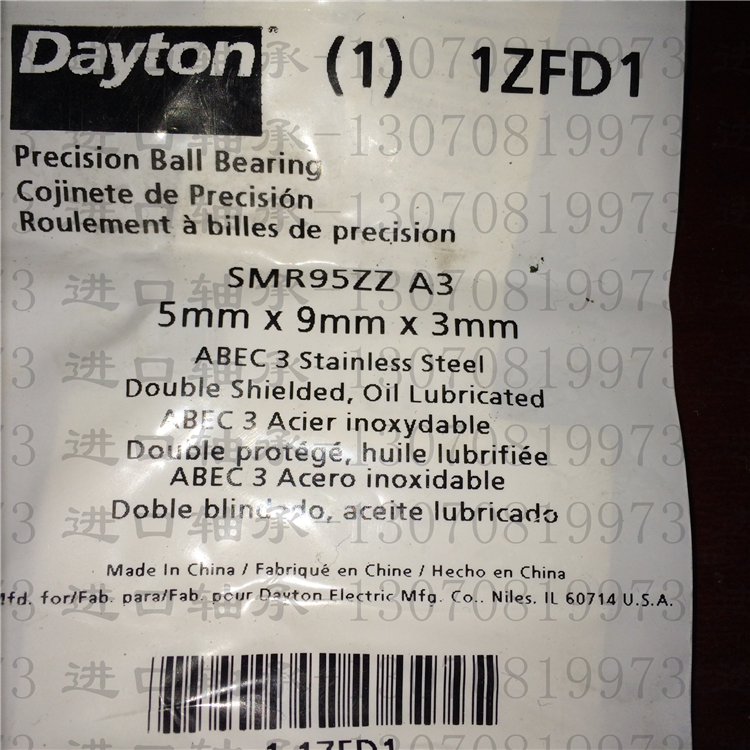 Dayton (1) 1ZFD1
Precision Ball Bearing
Cojinete de Precisión
Roulement à billes de precision
SMR95ZZ A3
5mm x 9mm x 3mm
ABEC 3 Stainless Steel
Double Shielded, Oil Lubricated
ABEC 3 Acier inoxydable
Double protégé, huile lubrifiée
ABEC 3 Acero inoxidable
Doble blindado, aceite lubricado
Made In China / Fabriqué en Chine / Hecho en China
Mfd. for/Fab. para/Fab. pour Dayton Electric Mfg. Co., Niles, IL 60714 U.S.A.
1 1ZFD1
进口轴承-13070819973